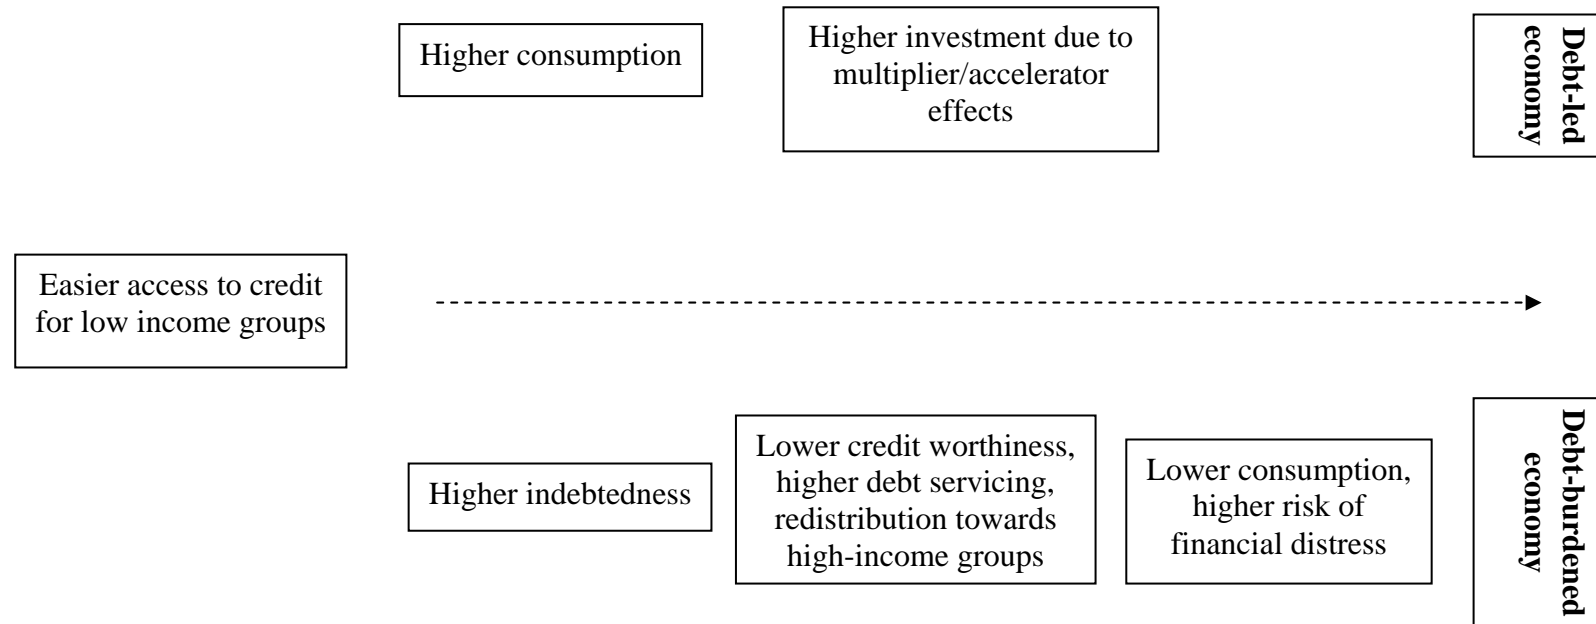 Higher consumption
Higher investment due to
multiplier/accelerator
effects
Debt-led
economy
Easier access to credit
for low income groups
Higher indebtedness
Lower credit worthiness,
higher debt servicing,
redistribution towards
high-income groups
Lower consumption,
higher risk of
financial distress
Debt-burdened
economy